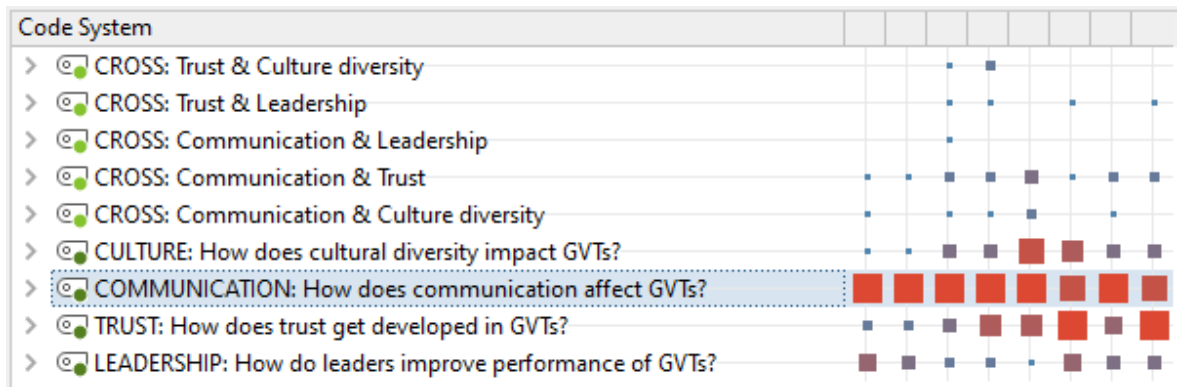 Code System
CROSS: Trust & Culture diversity
CROSS: Trust & Leadership
CROSS: Communication & Leadership
CROSS: Communication & Trust
CROSS: Communication & Culture diversity
CULTURE: How does cultural diversity impact GVTs?
COMMUNICATION: How does communication affect GVTs?
TRUST: How does trust get developed in GVTs?
LEADERSHIP: How do leaders improve performance of GVTs?